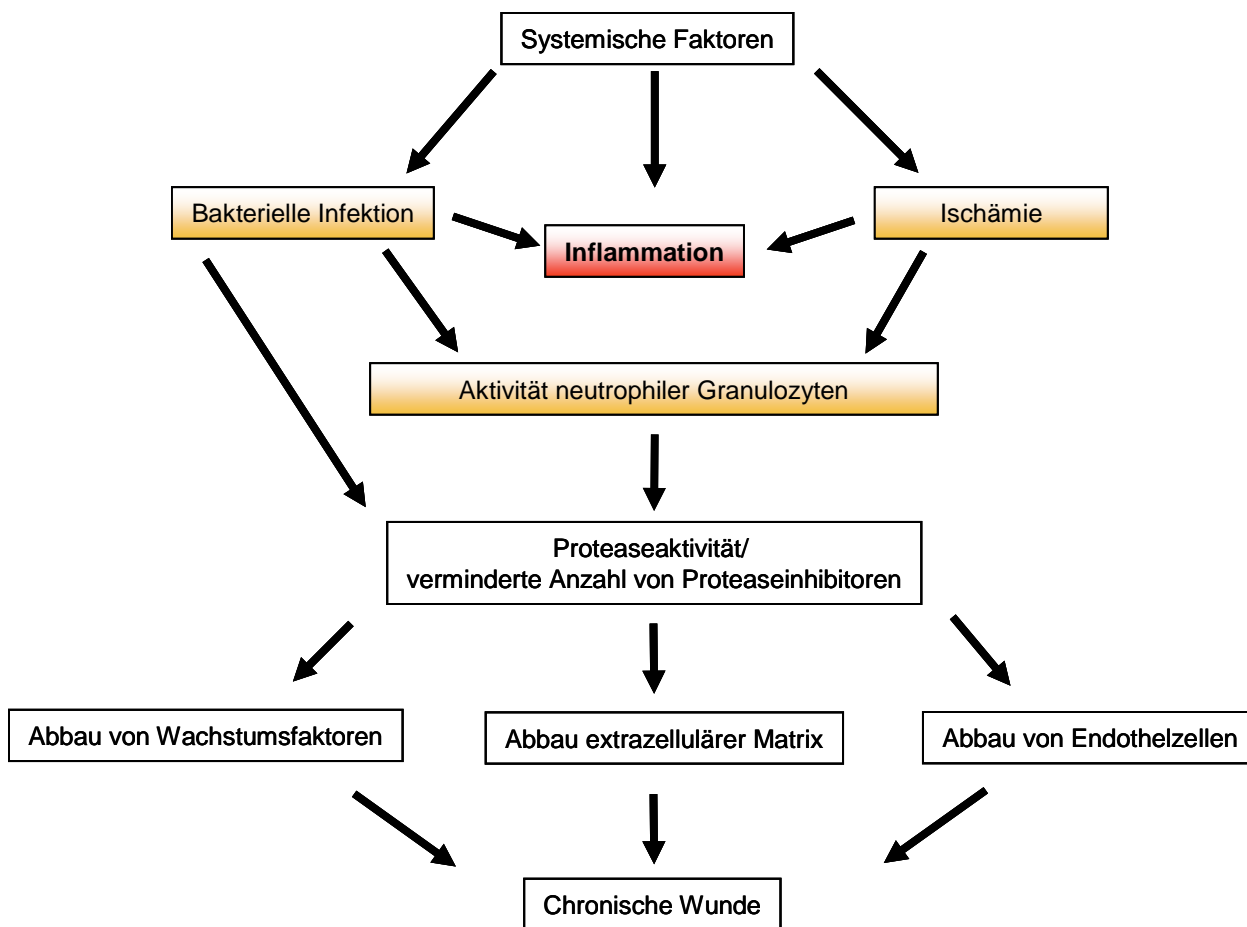 Systemische Faktoren
Bakterielle Infektion
Ischämie
Inflammation
Aktivität neutrophiler Granulozyten
Proteaseaktivität/
verminderte Anzahl von Proteaseinhibitoren
Abbau von Wachstumsfaktoren
Abbau extrazellulärer Matrix
Abbau von Endothelzellen
Chronische Wunde